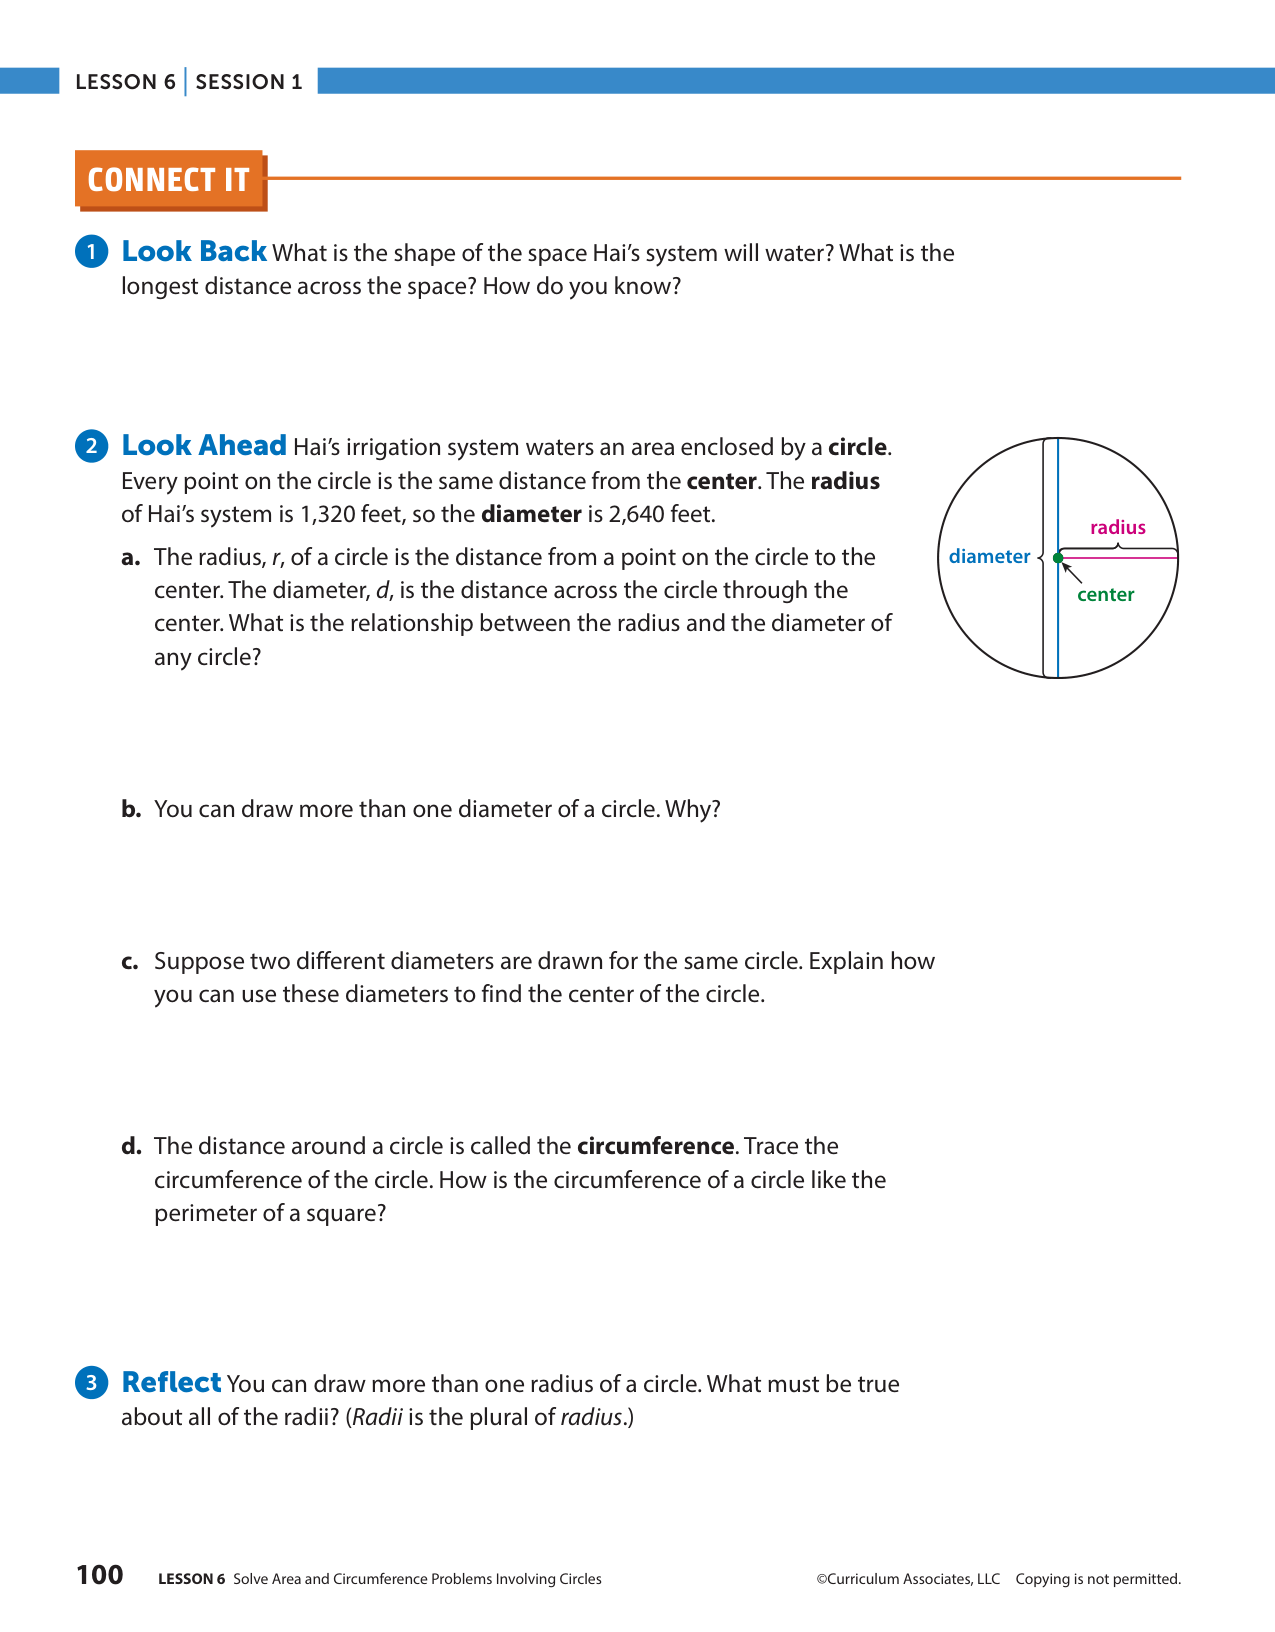 LESSON 6 | SESSION 1
CONNECT IT
1 Look Back What is the shape of the space Hai’s system will water? What is the
longest distance across the space? How do you know?
2 Look Ahead Hai’s irrigation system waters an area enclosed by a circle.
Every point on the circle is the same distance from the center. The radius
of Hai’s system is 1,320 feet, so the diameter is 2,640 feet.
a. The radius, r, of a circle is the distance from a point on the circle to the
center. The diameter, d, is the distance across the circle through the
center. What is the relationship between the radius and the diameter of
any circle?
radius
diameter
center
b. You can draw more than one diameter of a circle. Why?
c. Suppose two different diameters are drawn for the same circle. Explain how
you can use these diameters to find the center of the circle.
d. The distance around a circle is called the circumference. Trace the
circumference of the circle. How is the circumference of a circle like the
perimeter of a square?
3 Reflect You can draw more than one radius of a circle. What must be true
about all of the radii? (Radii is the plural of radius.)
100 LESSON 6 Solve Area and Circumference Problems Involving Circles ©Curriculum Associates, LLC Copying is not permitted.